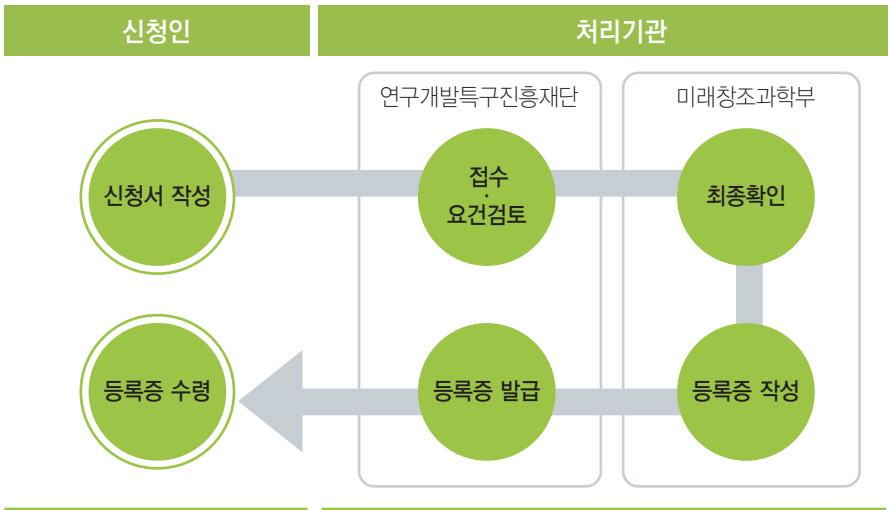 신청인
처리기관
연구개발특구진흥재단
미래창조과학부
신청서 작성
접수
·
요건검토
최종확인
등록증 수령
등록증 발급
등록증 작성